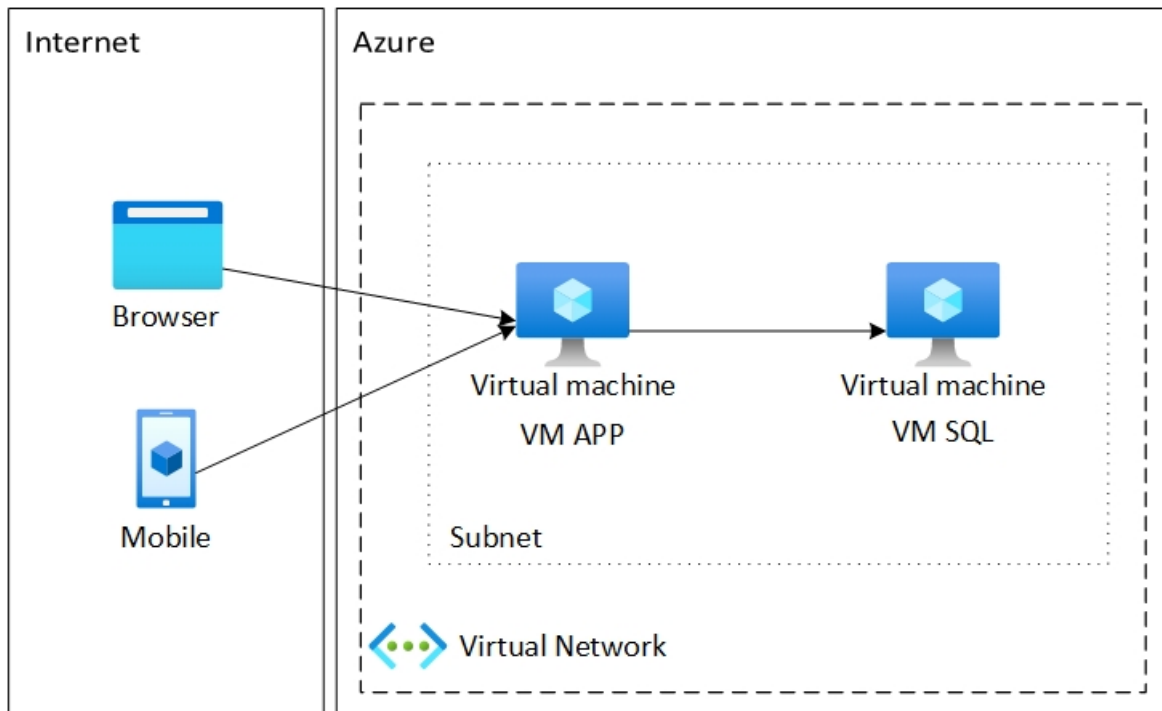 Internet
Azure
Browser
Mobile
Virtual machine
VM APP
Virtual machine
VM SQL
Subnet
Virtual Network